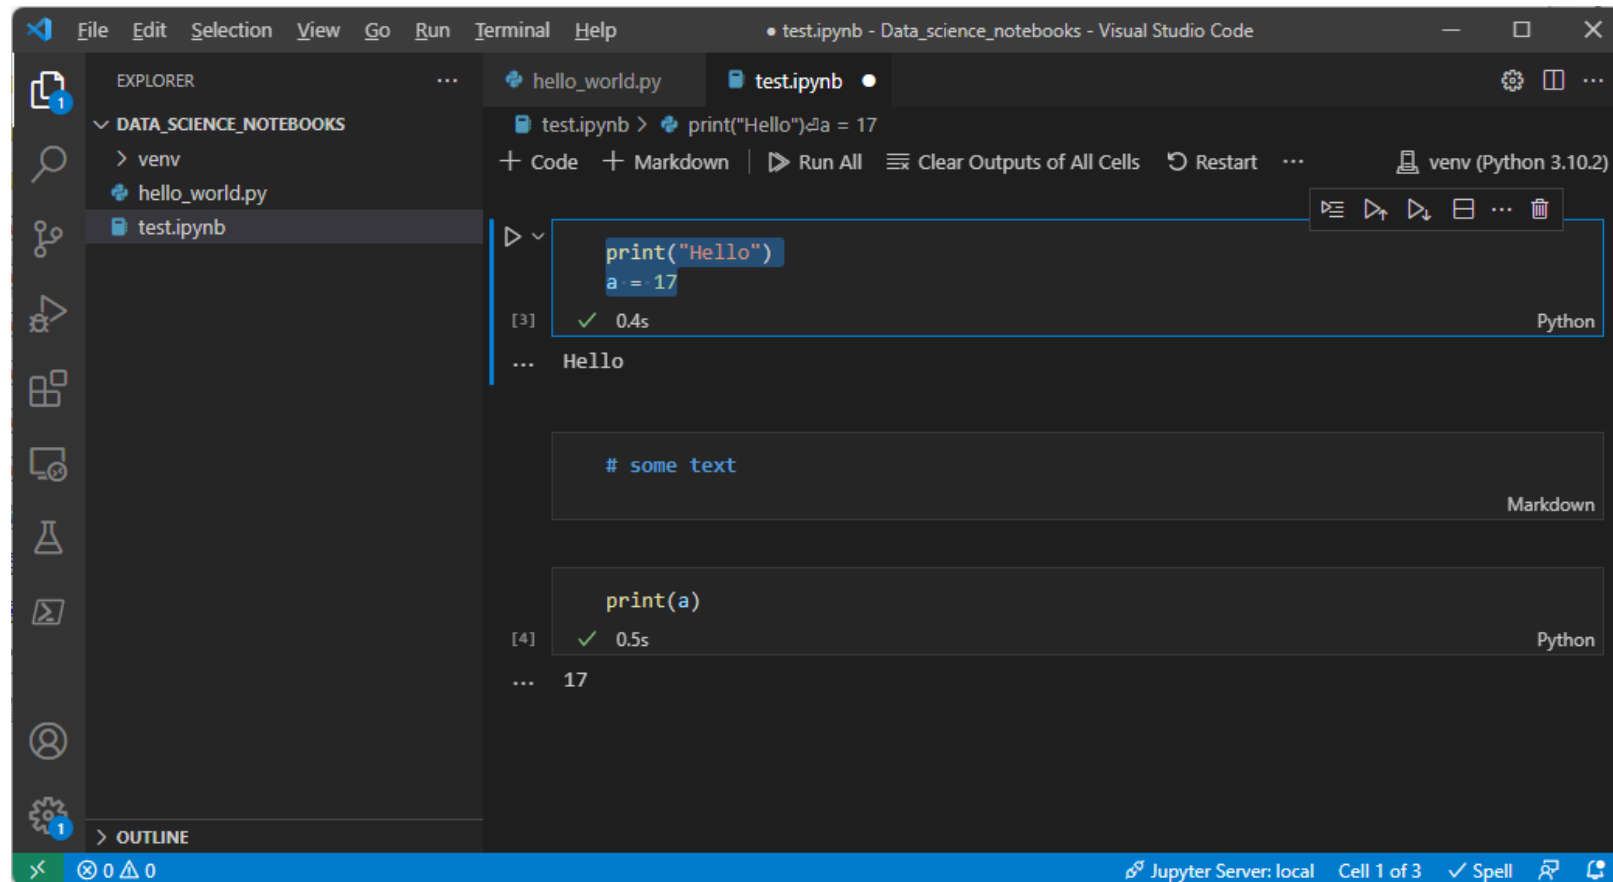 File Edit Selection View Go Run Terminal Help ● test.ipynb - Data_science_notebooks - Visual Studio Code
EXPLORER
hello_world.py
test.ipynb
DATA_SCIENCE_NOTEBOOKS
venv
hello_world.py
test.ipynb
test.ipynb > print("Hello")⏎a = 17
+ Code + Markdown Run All Clear Outputs of All Cells Restart ... venv (Python 3.10.2)
print("Hello")
a = 17
[3] ✓ 0.4s Python
... Hello
# some text
Markdown
print(a)
[4] ✓ 0.5s Python
... 17
1
1
OUTLINE
0 0 Jupyter Server: local Cell 1 of 3 ✓ Spell